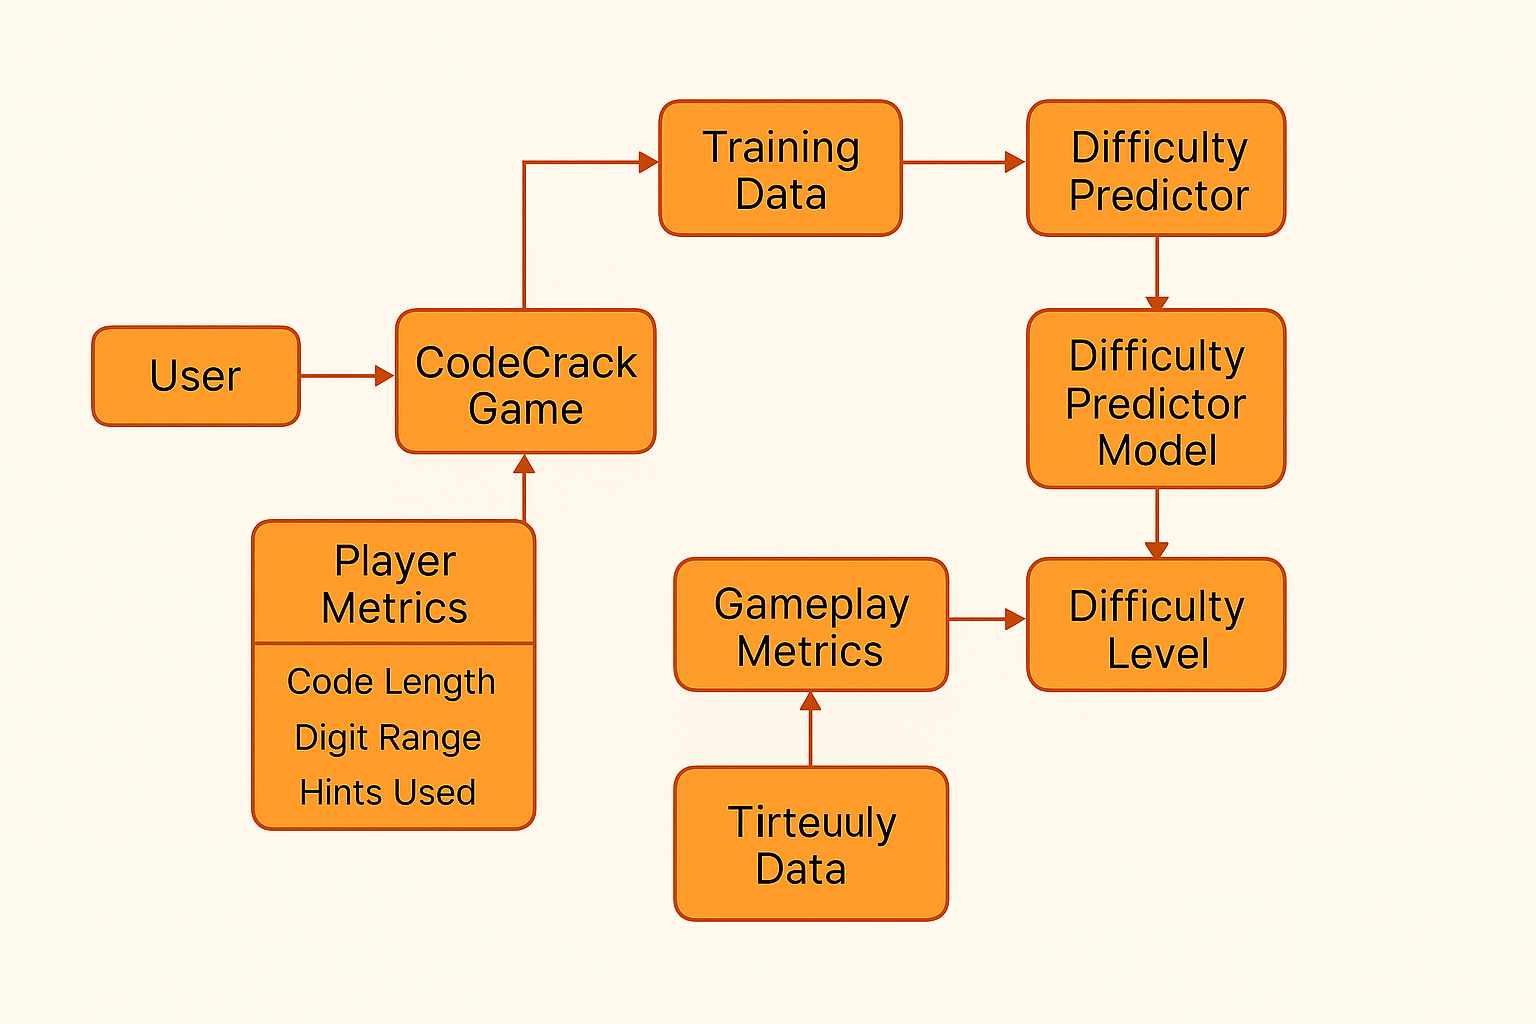 Training
Data
Difficulty
Predictor
User
CodeCrack
Game
Difficulty
Predictor
Model
Player
Metrics
Code Length
Digit Range
Hints Used
Gameplay
Metrics
Difficulty
Level
Tirteuuly
Data